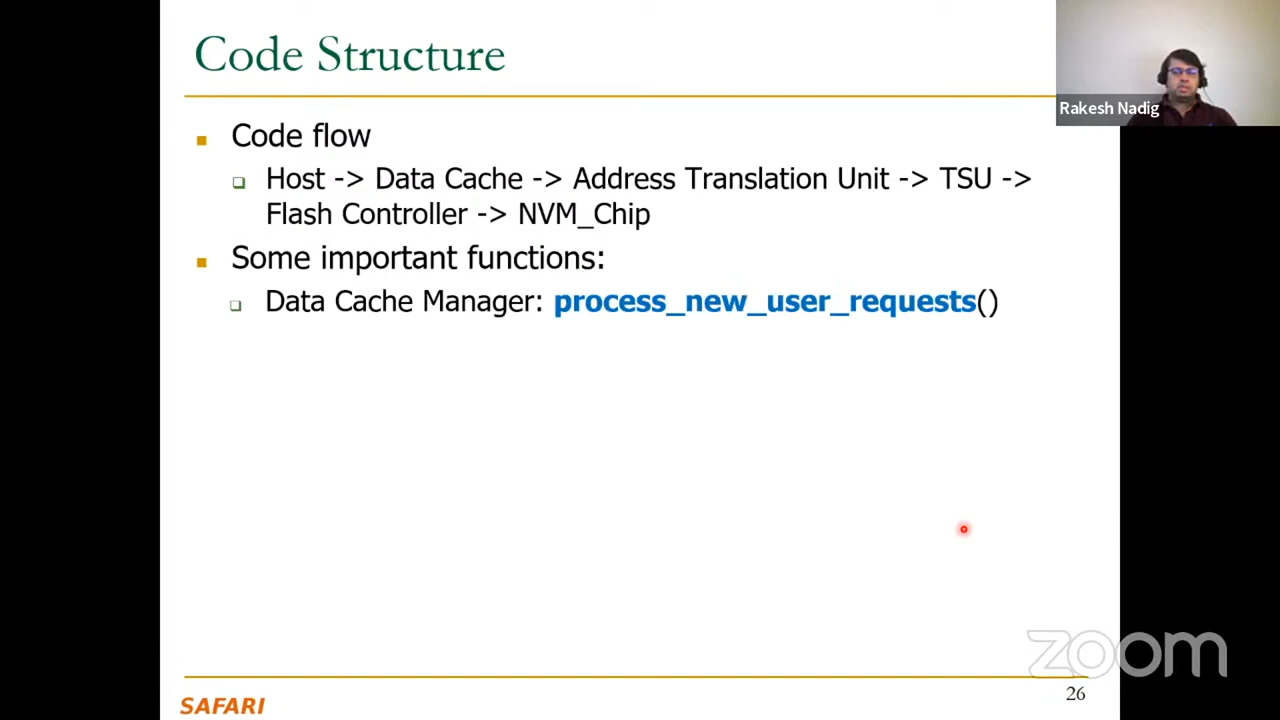 Code Structure
Rakesh Nadig
Code flow
Host -> Data Cache -> Address Translation Unit -> TSU ->
Flash Controller -> NVM_Chip
Some important functions:
Data Cache Manager: process_new_user_requests()
zoom
SAFARI
26